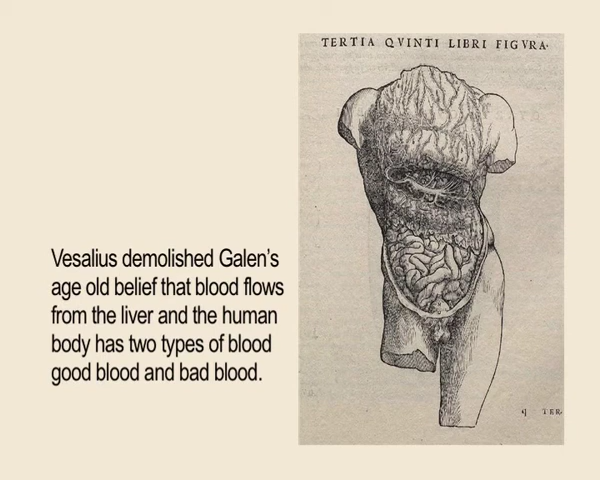 TERTIA QVINTI LIBRI FIGVRA.
Vesalius demolished Galen's
age old belief that blood flows
from the liver and the human
body has two types of blood
good blood and bad blood.
q TER-